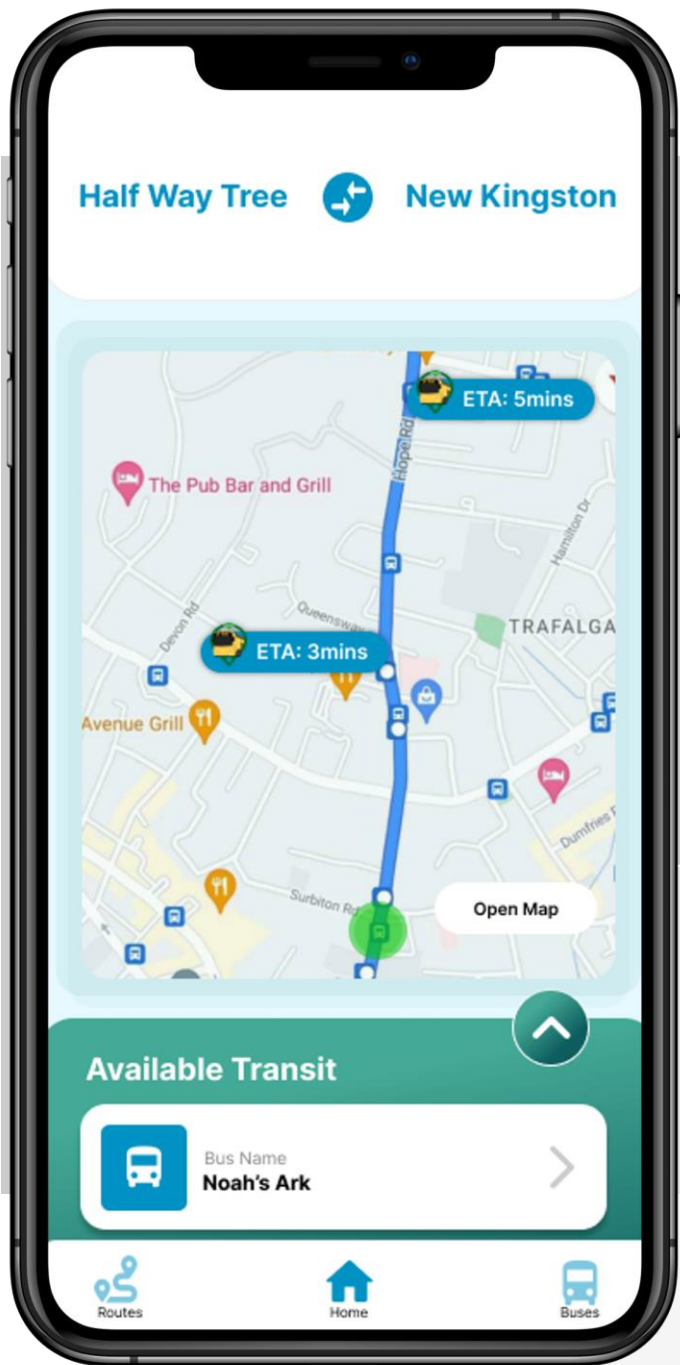 Half Way Tree
New Kingston
ETA: 5mins
Hope Rd
The Pub Bar and Grill
Hamilton Dr
Devon Rd
Queensway
TRAFALGA
ETA: 3mins
Avenue Grill
Dumfries
Surbiton Rd
Open Map
Available Transit
Bus Name
Noah's Ark
Routes
Home
Buses